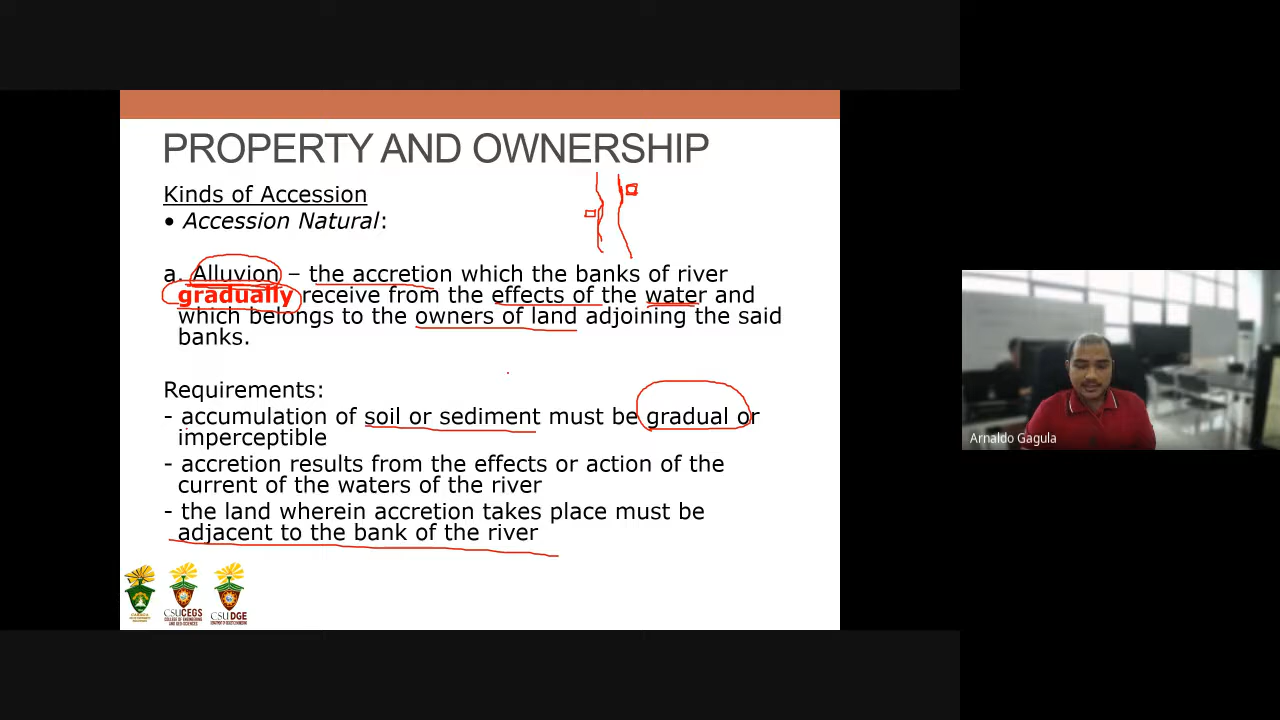 PROPERTY AND OWNERSHIP
Kinds of Accession
• Accession Natural:
a. Alluvion – the accretion which the banks of river
gradually receive from the effects of the water and
which belongs to the owners of land adjoining the said
banks.
Requirements:
- accumulation of soil or sediment must be gradual or
imperceptible
- accretion results from the effects or action of the
current of the waters of the river
- the land wherein accretion takes place must be
adjacent to the bank of the river
Arnaldo Gagula
CSUCEGS
CSUDGE